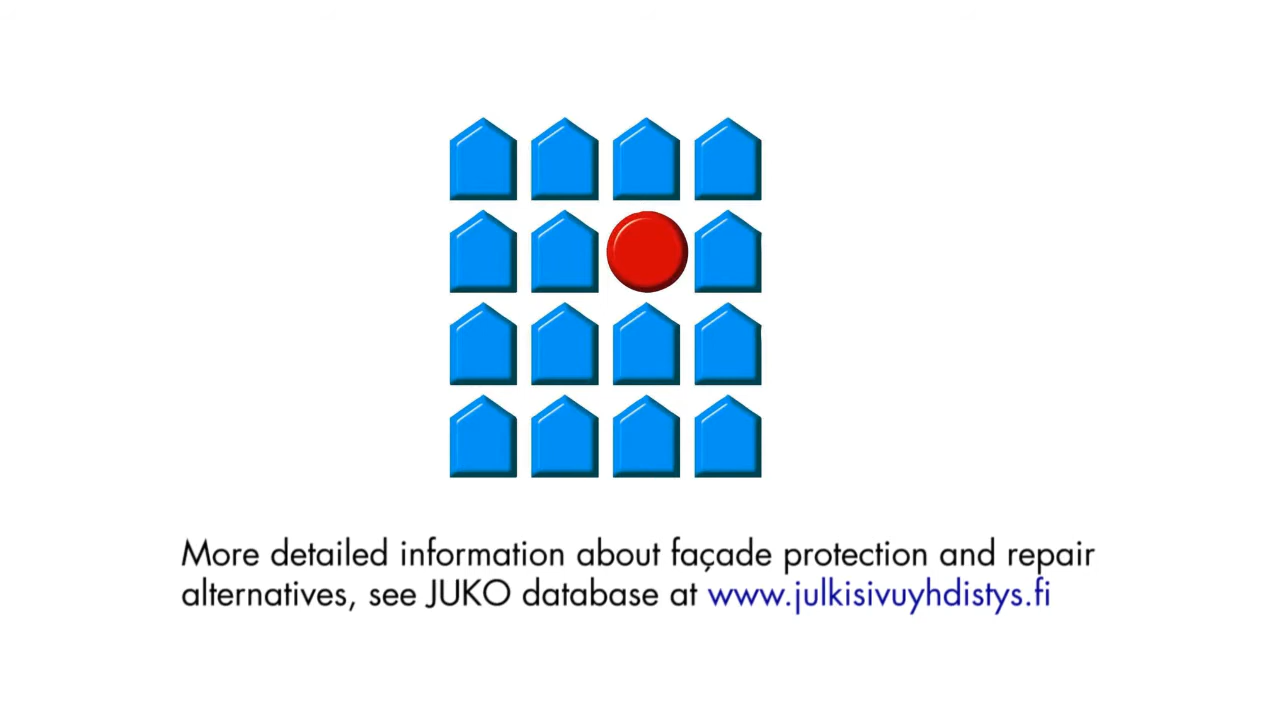 More detailed information about façade protection and repair
alternatives, see JUKO database at www.julkisivuyhdistys.fi